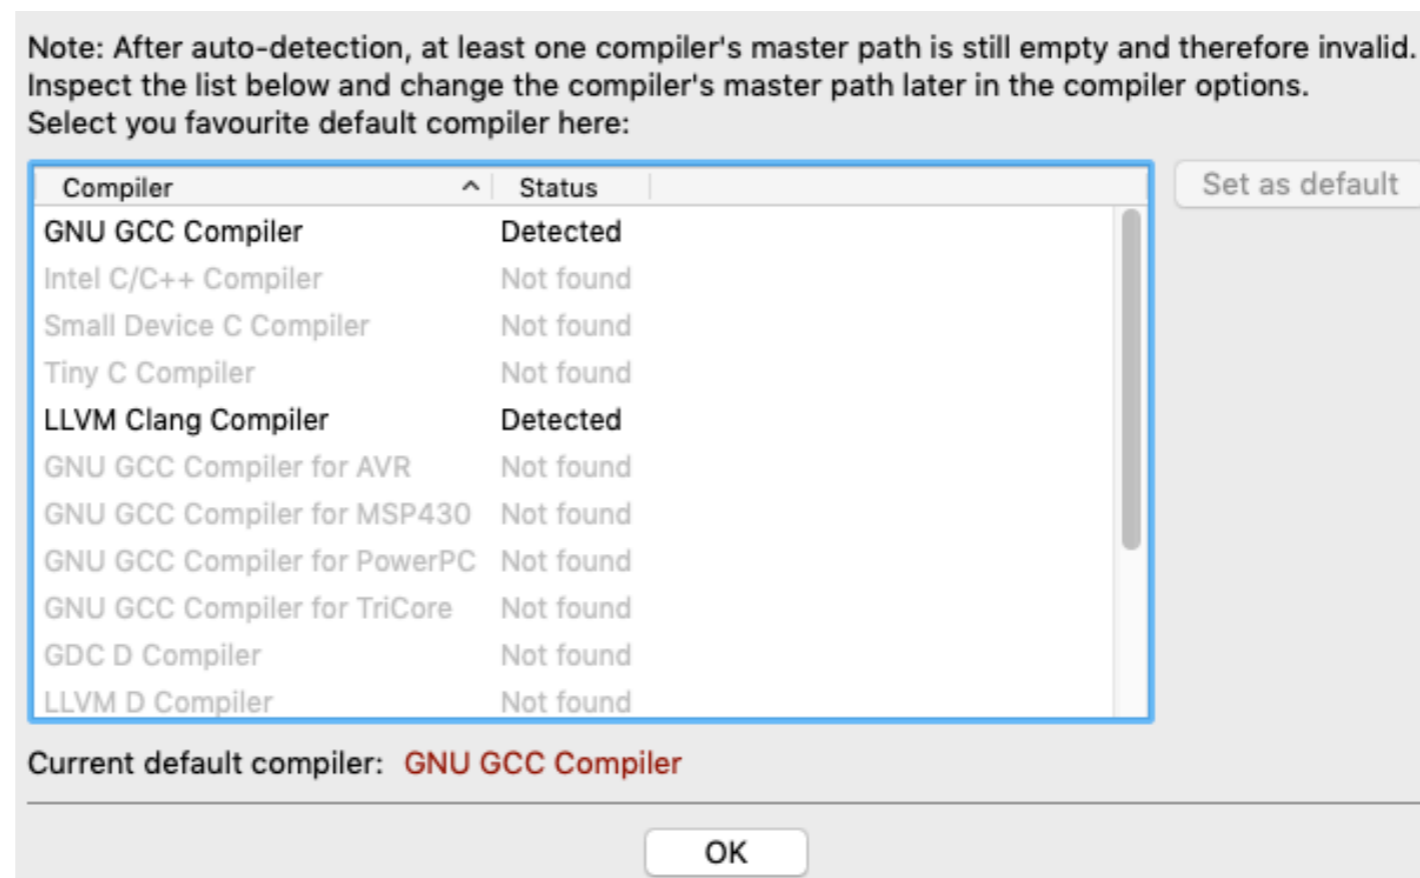 Note: After auto-detection, at least one compiler's master path is still empty and therefore invalid.
Inspect the list below and change the compiler's master path later in the compiler options.
Select you favourite default compiler here:
Compiler Status
Set as default
GNU GCC Compiler Detected
Intel C/C++ Compiler Not found
Small Device C Compiler Not found
Tiny C Compiler Not found
LLVM Clang Compiler Detected
GNU GCC Compiler for AVR Not found
GNU GCC Compiler for MSP430 Not found
GNU GCC Compiler for PowerPC Not found
GNU GCC Compiler for TriCore Not found
GDC D Compiler Not found
LLVM D Compiler Not found
Current default compiler: GNU GCC Compiler
OK